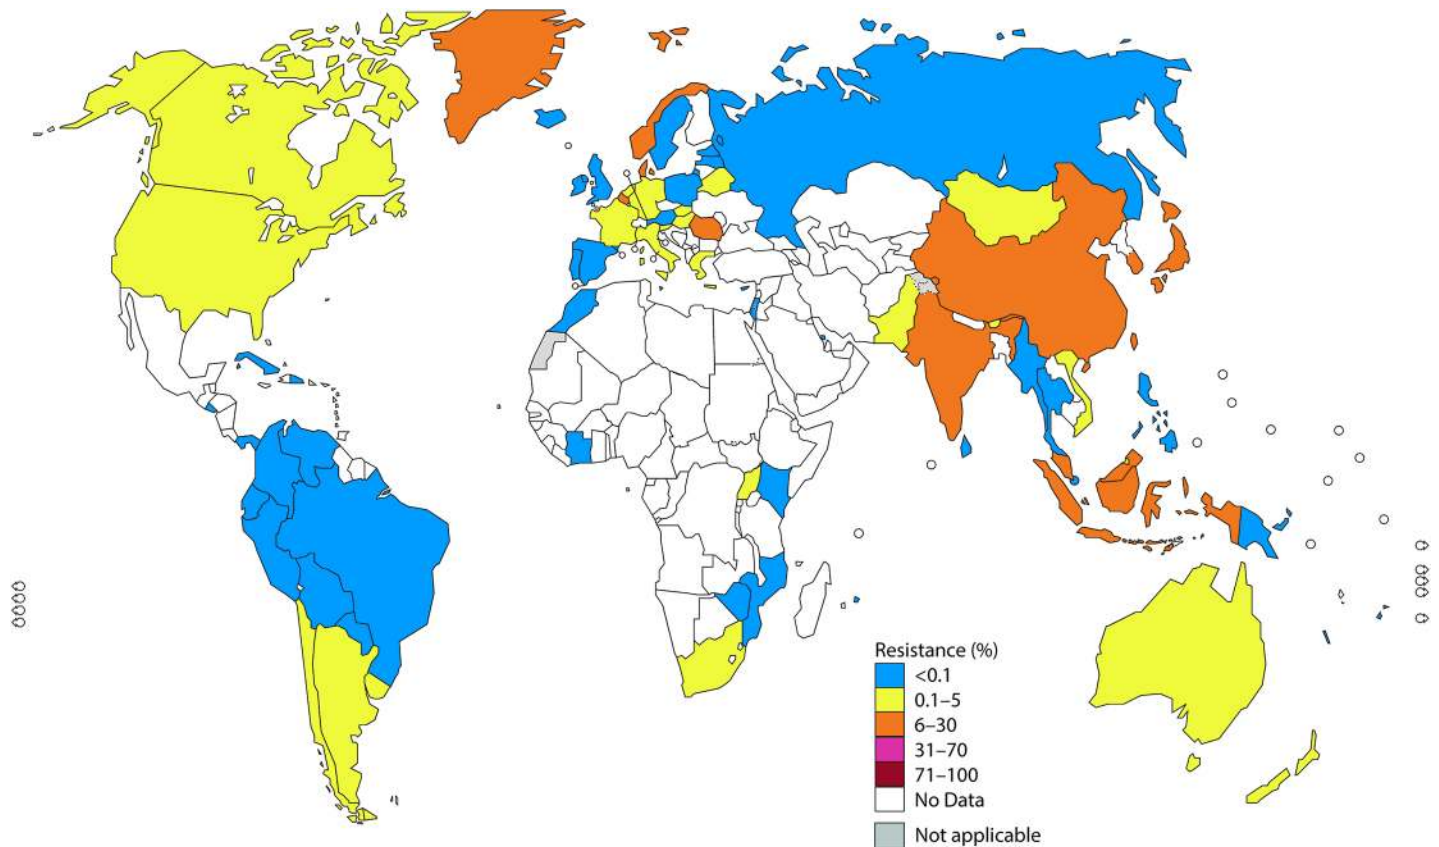 Resistance (%)
<0.1
0.1–5
6–30
31–70
71–100
No Data
Not applicable